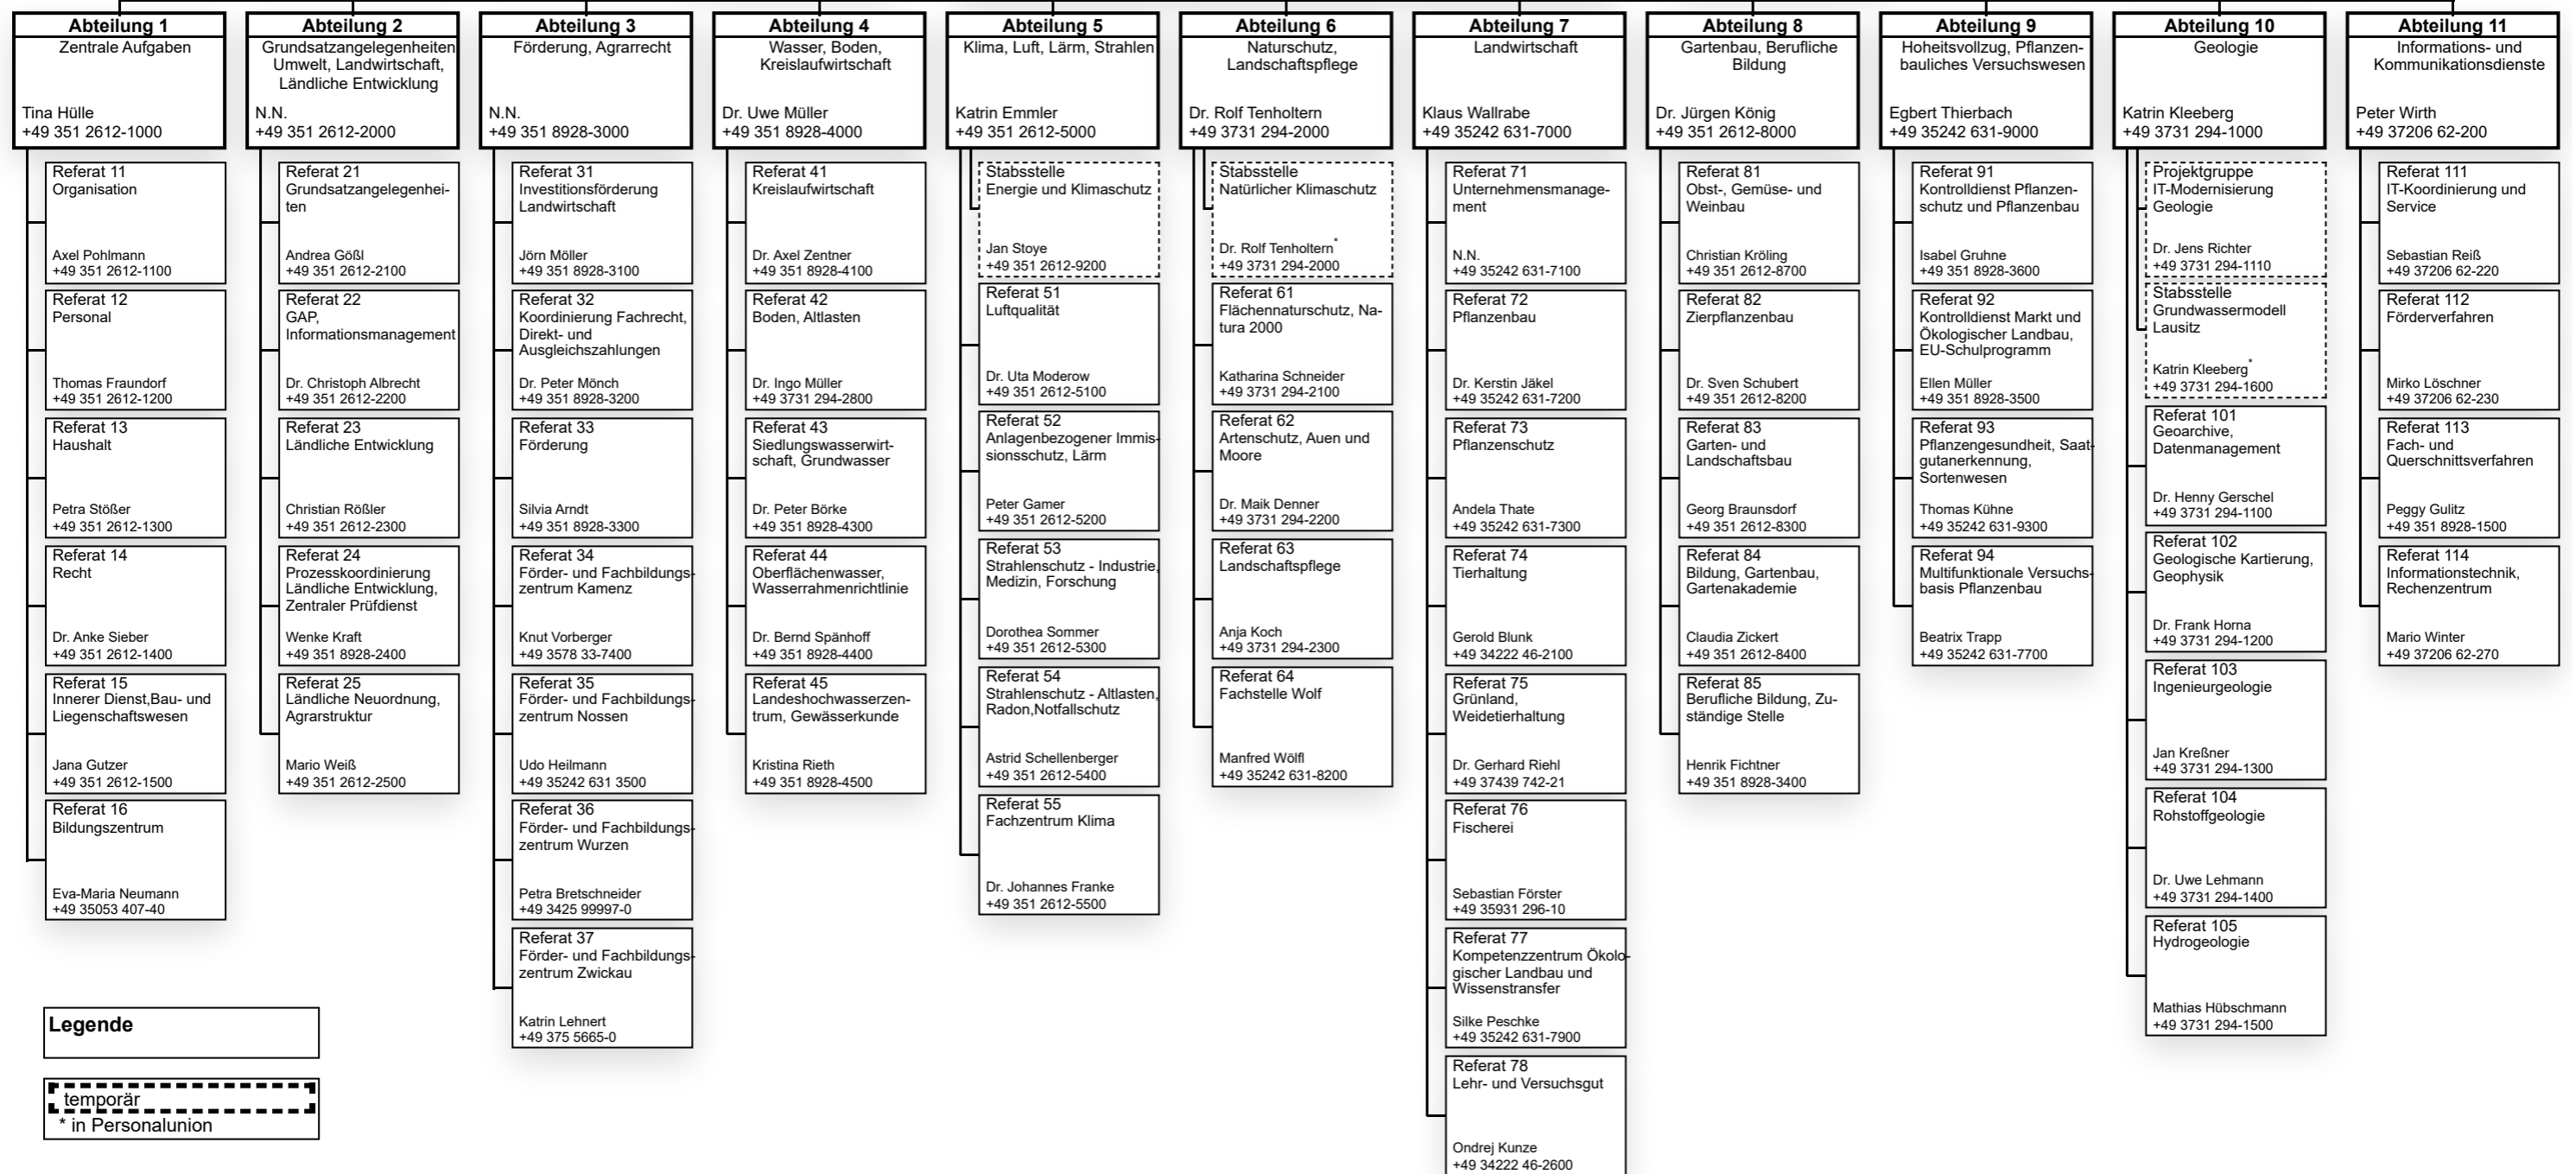 Abteilung 1
Zentrale Aufgaben
Tina Hülle
+49 351 2612-1000
Referat 11
Organisation
Axel Pohlmann
+49 351 2612-1100
Referat 12
Personal
Thomas Fraundorf
+49 351 2612-1200
Referat 13
Haushalt
Petra Stößer
+49 351 2612-1300
Referat 14
Recht
Dr. Anke Sieber
+49 351 2612-1400
Referat 15
Innerer Dienst,Bau- und
Liegenschaftswesen
Jana Gutzer
+49 351 2612-1500
Referat 16
Bildungszentrum
Eva-Maria Neumann
+49 35053 407-40
Abteilung 2
Grundsatzangelegenheiten
Umwelt, Landwirtschaft,
Ländliche Entwicklung
N.N.
+49 351 2612-2000
Referat 21
Grundsatzangelegenhei-
ten
Andrea Gößl
+49 351 2612-2100
Referat 22
GAP,
Informationsmanagement
Dr. Christoph Albrecht
+49 351 2612-2200
Referat 23
Ländliche Entwicklung
Christian Rößler
+49 351 2612-2300
Referat 24
Prozesskoordinierung
Ländliche Entwicklung,
Zentraler Prüfdienst
Wenke Kraft
+49 351 8928-2400
Referat 25
Ländliche Neuordnung,
Agrarstruktur
Mario Weiß
+49 351 2612-2500
Abteilung 3
Förderung, Agrarrecht
N.N.
+49 351 8928-3000
Referat 31
Investitionsförderung
Landwirtschaft
Jörn Möller
+49 351 8928-3100
Referat 32
Koordinierung Fachrecht,
Direkt- und
Ausgleichszahlungen
Dr. Peter Mönch
+49 351 8928-3200
Referat 33
Förderung
Silvia Arndt
+49 351 8928-3300
Referat 34
Förder- und Fachbildungs-
zentrum Kamenz
Knut Vorberger
+49 3578 33-7400
Referat 35
Förder- und Fachbildungs-
zentrum Nossen
Udo Heilmann
+49 35242 631 3500
Referat 36
Förder- und Fachbildungs-
zentrum Wurzen
Petra Bretschneider
+49 3425 99997-0
Referat 37
Förder- und Fachbildungs-
zentrum Zwickau
Katrin Lehnert
+49 375 5665-0
Abteilung 4
Wasser, Boden,
Kreislaufwirtschaft
Dr. Uwe Müller
+49 351 8928-4000
Referat 41
Kreislaufwirtschaft
Dr. Axel Zentner
+49 351 8928-4100
Referat 42
Boden, Altlasten
Dr. Ingo Müller
+49 3731 294-2800
Referat 43
Siedlungswasserwirt-
schaft, Grundwasser
Dr. Peter Börke
+49 351 8928-4300
Referat 44
Oberflächenwasser,
Wasserrahmenrichtlinie
Dr. Bernd Spänhoff
+49 351 8928-4400
Referat 45
Landeshochwasserzen-
trum, Gewässerkunde
Kristina Rieth
+49 351 8928-4500
Abteilung 5
Klima, Luft, Lärm, Strahlen
Katrin Emmler
+49 351 2612-5000
Stabsstelle
Energie und Klimaschutz
Jan Stoye
+49 351 2612-9200
Referat 51
Luftqualität
Dr. Uta Moderow
+49 351 2612-5100
Referat 52
Anlagenbezogener Immis-
sionsschutz, Lärm
Peter Gamer
+49 351 2612-5200
Referat 53
Strahlenschutz - Industrie,
Medizin, Forschung
Dorothea Sommer
+49 351 2612-5300
Referat 54
Strahlenschutz - Altlasten,
Radon,Notfallschutz
Astrid Schellenberger
+49 351 2612-5400
Referat 55
Fachzentrum Klima
Dr. Johannes Franke
+49 351 2612-5500
Abteilung 6
Naturschutz,
Landschaftspflege
Dr. Rolf Tenholtern
+49 3731 294-2000
Stabsstelle
Natürlicher Klimaschutz
Dr. Rolf Tenholtern*
+49 3731 294-2000
Referat 61
Flächennaturschutz, Na-
tura 2000
Katharina Schneider
+49 3731 294-2100
Referat 62
Artenschutz, Auen und
Moore
Dr. Maik Denner
+49 3731 294-2200
Referat 63
Landschaftspflege
Anja Koch
+49 3731 294-2300
Referat 64
Fachstelle Wolf
Manfred Wölfl
+49 35242 631-8200
Abteilung 7
Landwirtschaft
Klaus Wallrabe
+49 35242 631-7000
Referat 71
Unternehmensmanage-
ment
N.N.
+49 35242 631-7100
Referat 72
Pflanzenbau
Dr. Kerstin Jäkel
+49 35242 631-7200
Referat 73
Pflanzenschutz
Andela Thate
+49 35242 631-7300
Referat 74
Tierhaltung
Gerold Blunk
+49 34222 46-2100
Referat 75
Grünland,
Weidetierhaltung
Dr. Gerhard Riehl
+49 37439 742-21
Referat 76
Fischerei
Sebastian Förster
+49 35931 296-10
Referat 77
Kompetenzzentrum Ökolo-
gischer Landbau und
Wissenstransfer
Silke Peschke
+49 35242 631-7900
Referat 78
Lehr- und Versuchsgut
Ondrej Kunze
+49 34222 46-2600
Abteilung 8
Gartenbau, Berufliche
Bildung
Dr. Jürgen König
+49 351 2612-8000
Referat 81
Obst-, Gemüse- und
Weinbau
Christian Kröling
+49 351 2612-8700
Referat 82
Zierpflanzenbau
Dr. Sven Schubert
+49 351 2612-8200
Referat 83
Garten- und
Landschaftsbau
Georg Braunsdorf
+49 351 2612-8300
Referat 84
Bildung, Gartenbau,
Gartenakademie
Claudia Zickert
+49 351 2612-8400
Referat 85
Berufliche Bildung, Zu-
ständige Stelle
Henrik Fichtner
+49 351 8928-3400
Abteilung 9
Hoheitsvollzug, Pflanzen-
bauliches Versuchswesen
Egbert Thierbach
+49 35242 631-9000
Referat 91
Kontrolldienst Pflanzen-
schutz und Pflanzenbau
Isabel Gruhne
+49 351 8928-3600
Referat 92
Kontrolldienst Markt und
Ökologischer Landbau,
EU-Schulprogramm
Ellen Müller
+49 351 8928-3500
Referat 93
Pflanzengesundheit, Saat-
gutanerkennung,
Sortenwesen
Thomas Kühne
+49 35242 631-9300
Referat 94
Multifunktionale Versuchs-
basis Pflanzenbau
Beatrix Trapp
+49 35242 631-7700
Abteilung 10
Geologie
Katrin Kleeberg
+49 3731 294-1000
Projektgruppe
IT-Modernisierung
Geologie
Dr. Jens Richter
+49 3731 294-1110
Stabsstelle
Grundwassermodell
Lausitz
Katrin Kleeberg*
+49 3731 294-1600
Referat 101
Geoarchive,
Datenmanagement
Dr. Henny Gerschel
+49 3731 294-1100
Referat 102
Geologische Kartierung,
Geophysik
Dr. Frank Horna
+49 3731 294-1200
Referat 103
Ingenieurgeologie
Jan Kreßner
+49 3731 294-1300
Referat 104
Rohstoffgeologie
Dr. Uwe Lehmann
+49 3731 294-1400
Referat 105
Hydrogeologie
Mathias Hübschmann
+49 3731 294-1500
Abteilung 11
Informations- und
Kommunikationsdienste
Peter Wirth
+49 37206 62-200
Referat 111
IT-Koordinierung und
Service
Sebastian Reiß
+49 37206 62-220
Referat 112
Förderverfahren
Mirko Löschner
+49 37206 62-230
Referat 113
Fach- und
Querschnittsverfahren
Peggy Gulitz
+49 351 8928-1500
Referat 114
Informationstechnik,
Rechenzentrum
Mario Winter
+49 37206 62-270
Legende
temporär
* in Personalunion